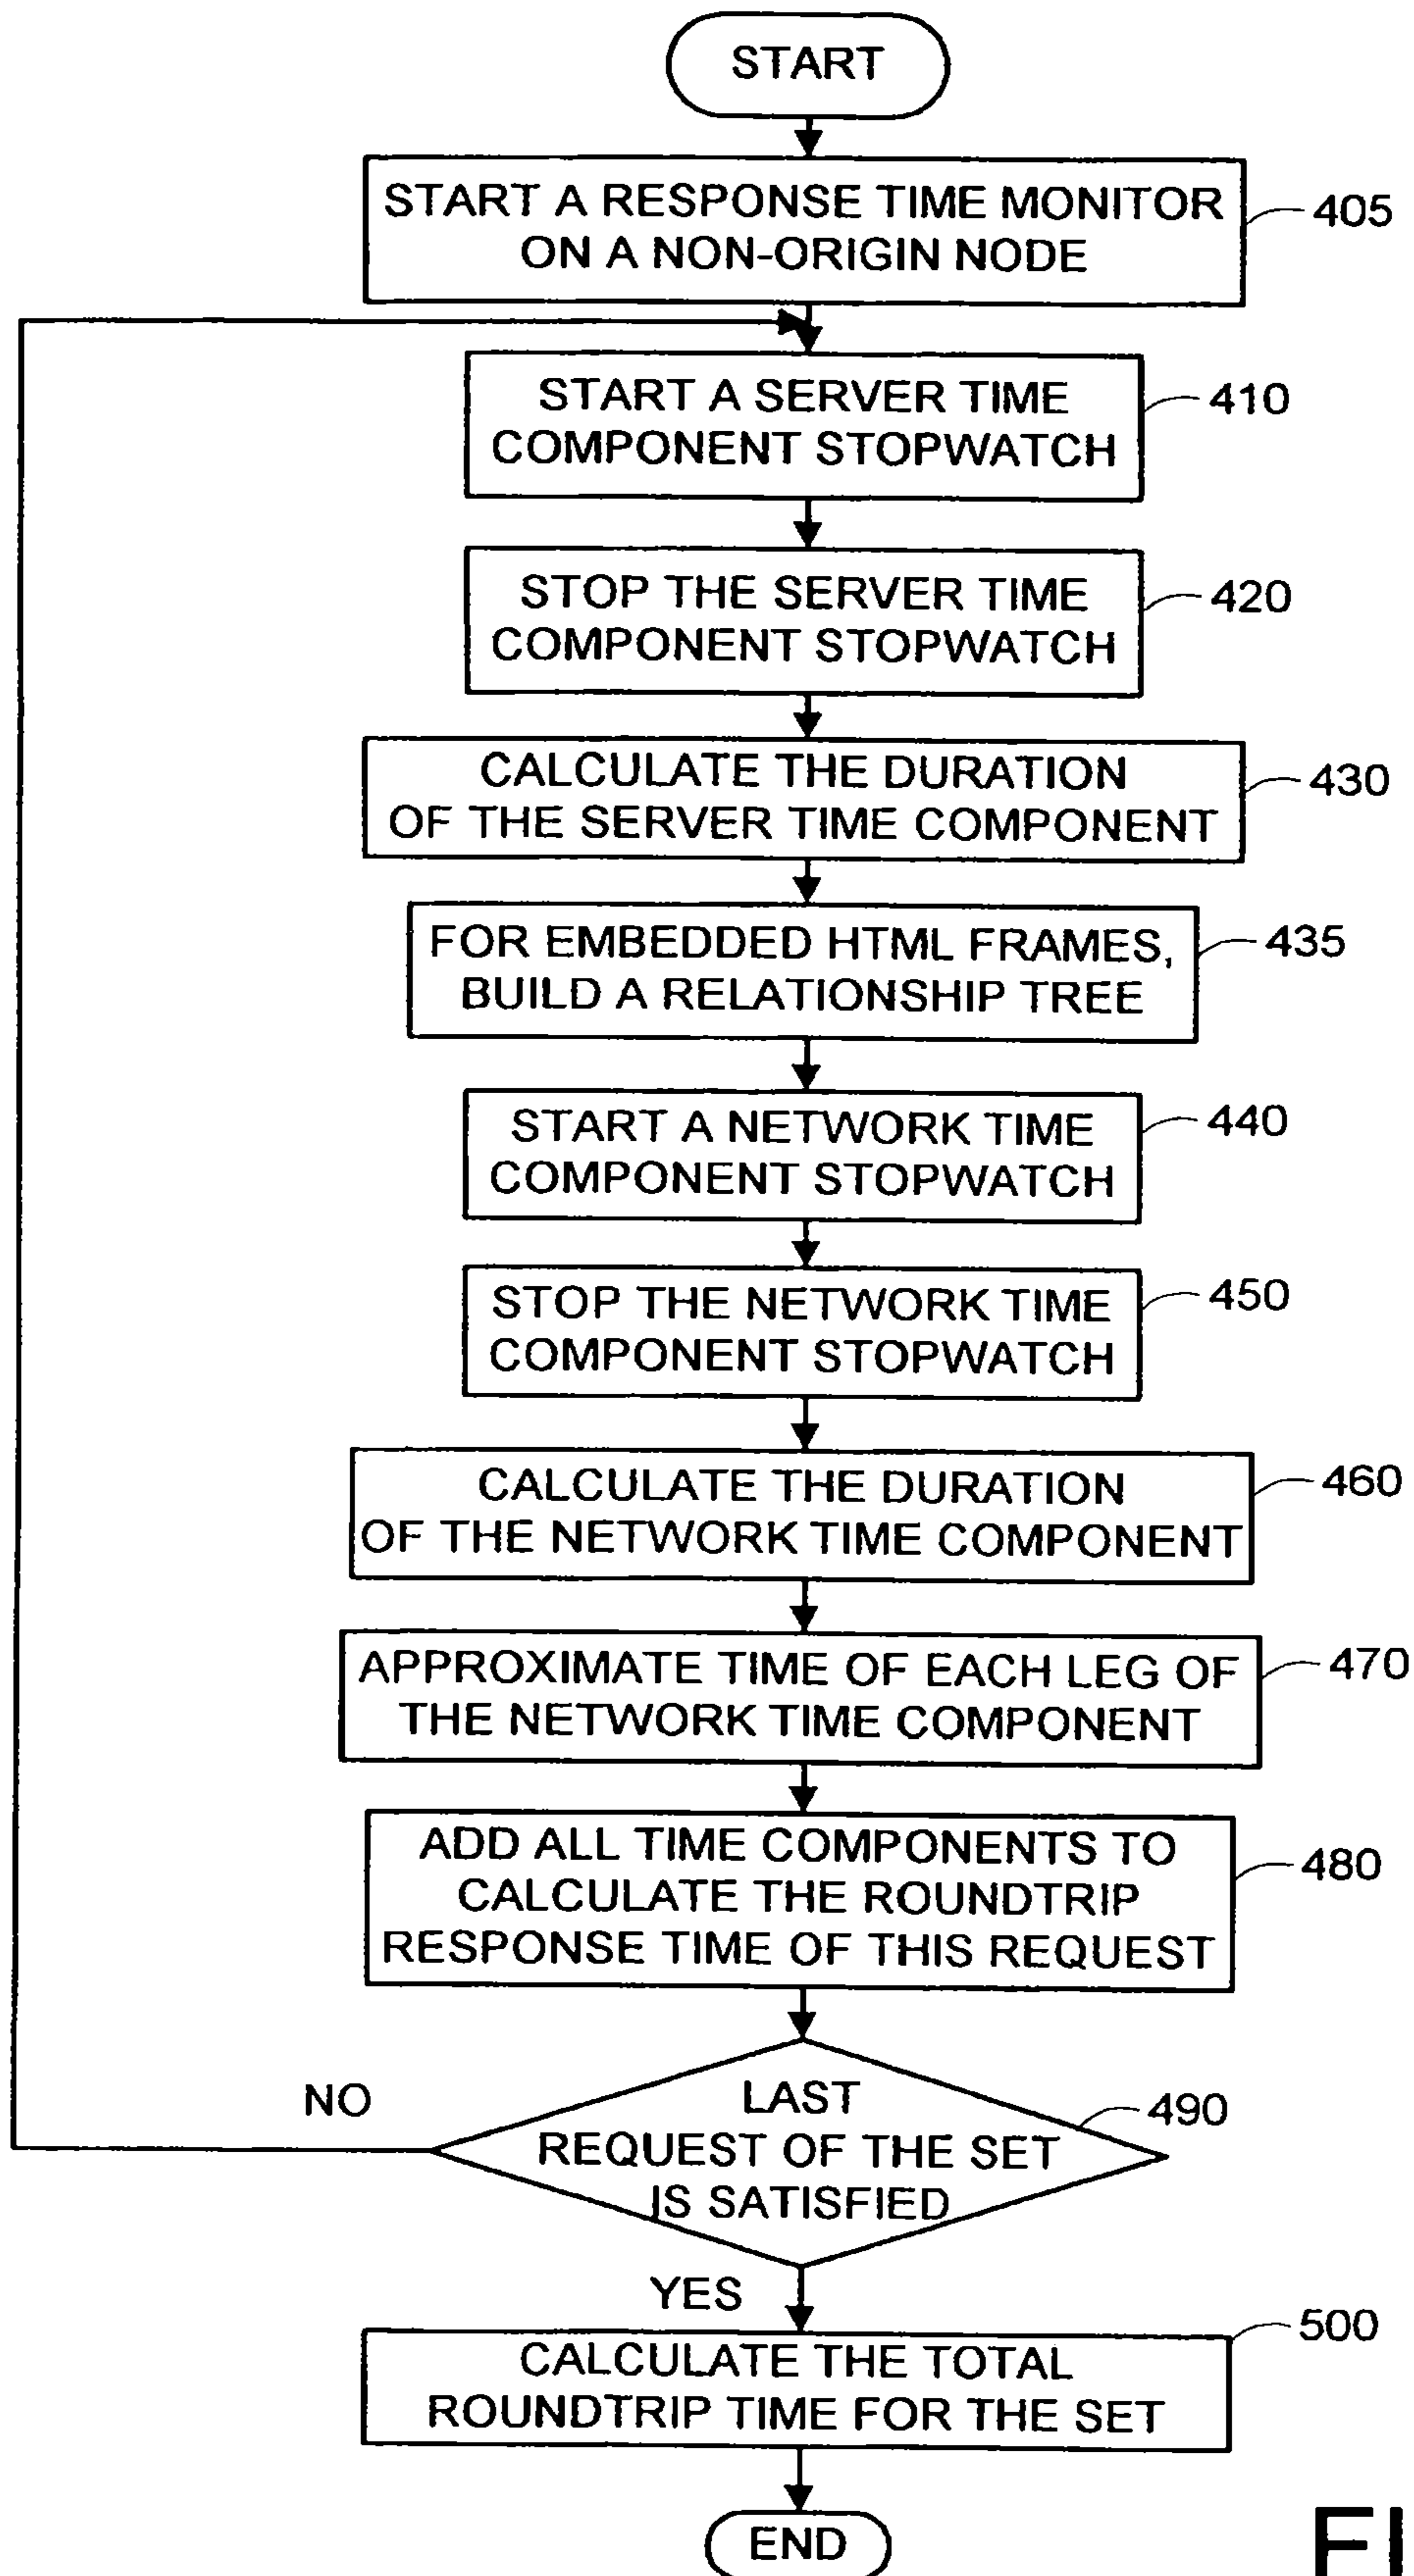 START
START A RESPONSE TIME MONITOR
ON A NON-ORIGIN NODE
405
START A SERVER TIME
COMPONENT STOPWATCH
410
STOP THE SERVER TIME
COMPONENT STOPWATCH
420
CALCULATE THE DURATION
OF THE SERVER TIME COMPONENT
430
FOR EMBEDDED HTML FRAMES,
BUILD A RELATIONSHIP TREE
435
START A NETWORK TIME
COMPONENT STOPWATCH
440
STOP THE NETWORK TIME
COMPONENT STOPWATCH
450
CALCULATE THE DURATION
OF THE NETWORK TIME COMPONENT
460
APPROXIMATE TIME OF EACH LEG OF
THE NETWORK TIME COMPONENT
470
ADD ALL TIME COMPONENTS TO
CALCULATE THE ROUNDTRIP
RESPONSE TIME OF THIS REQUEST
480
NO
LAST
REQUEST OF THE SET
IS SATISFIED
490
YES
CALCULATE THE TOTAL
ROUNDTRIP TIME FOR THE SET
500
END